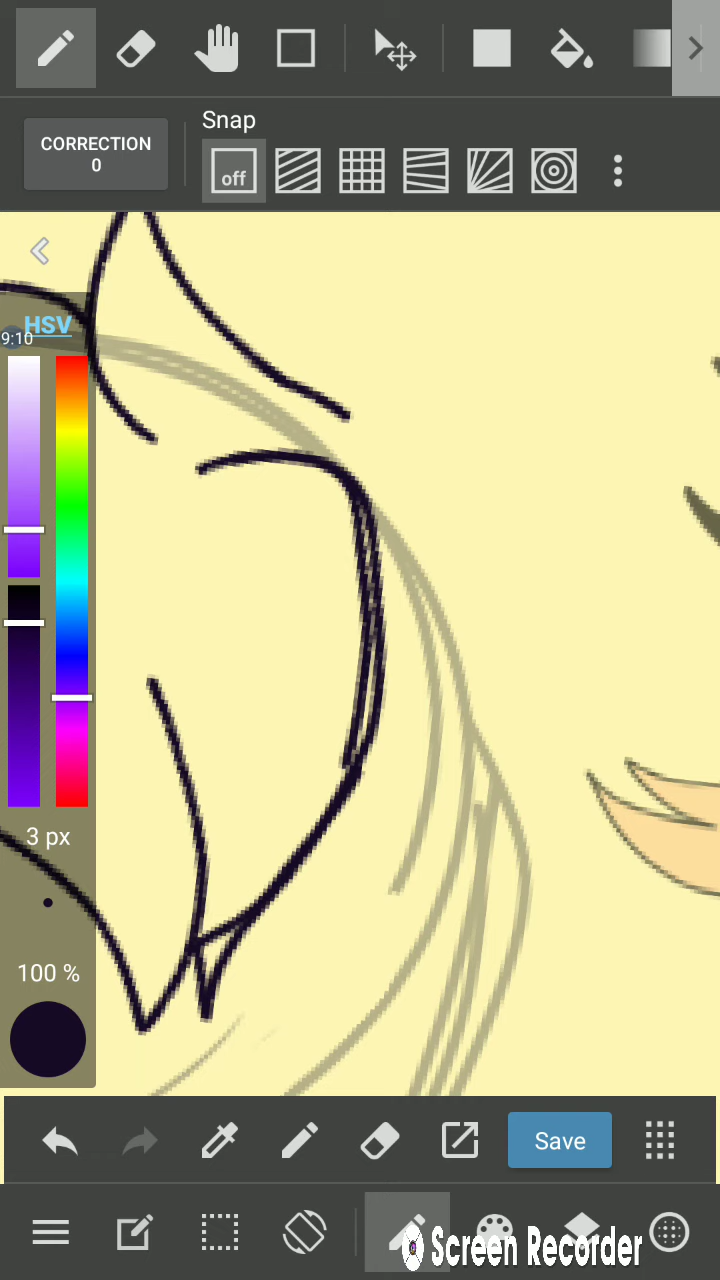 Snap
CORRECTION
0
off
HSV
9:10
3 px
100 %
Save
Screen Recorder